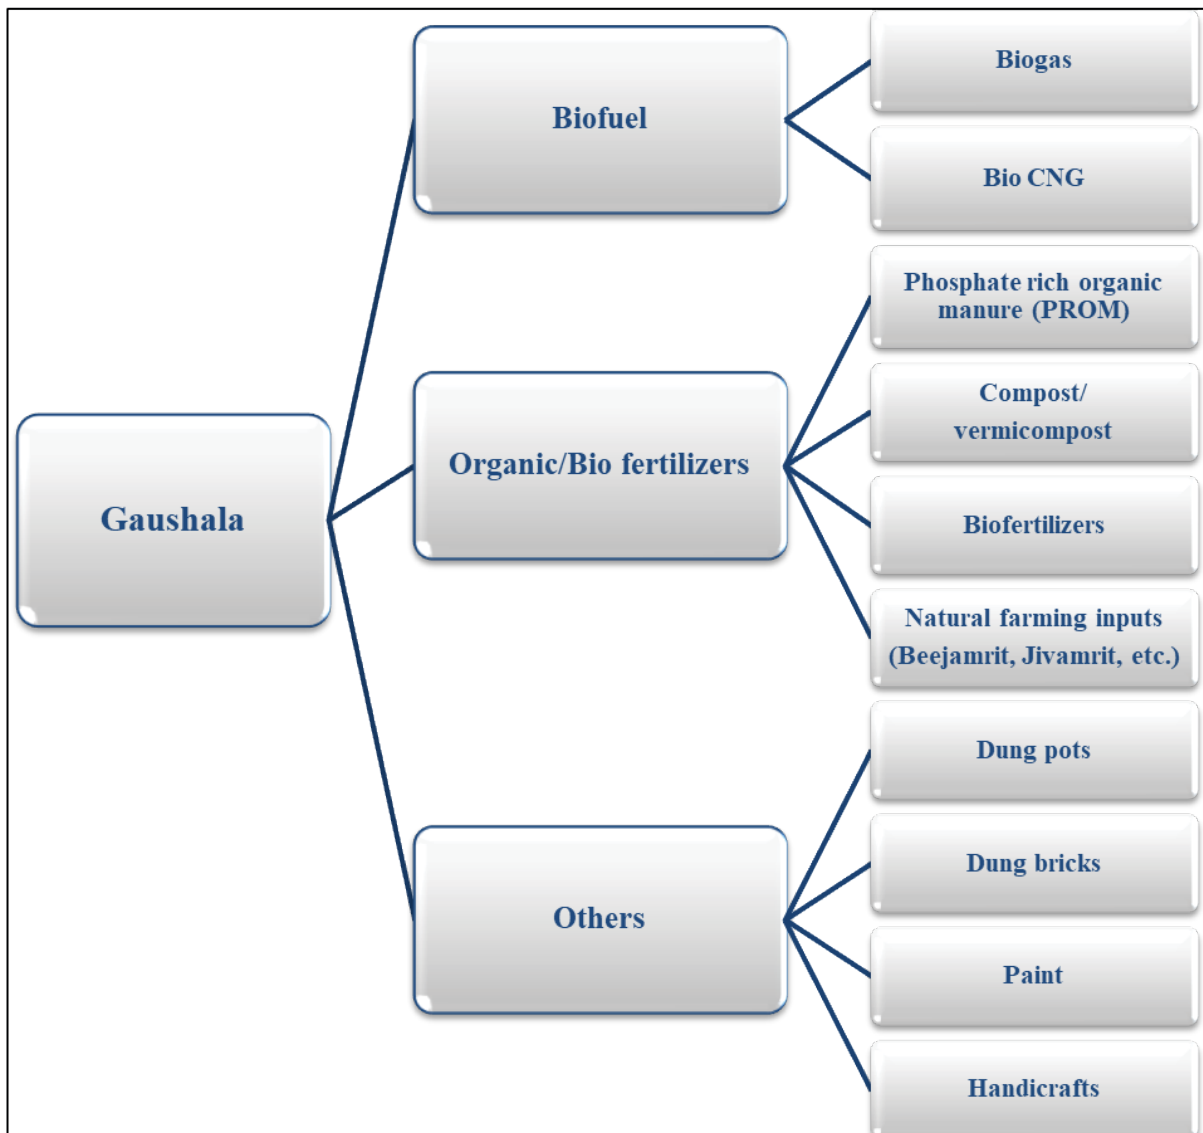 Gaushala
Biofuel
Biogas
Bio CNG
Organic/Bio fertilizers
Phosphate rich organic
manure (PROM)
Compost/
vermicompost
Biofertilizers
Natural farming inputs
(Beejamrit, Jivamrit, etc.)
Others
Dung pots
Dung bricks
Paint
Handicrafts